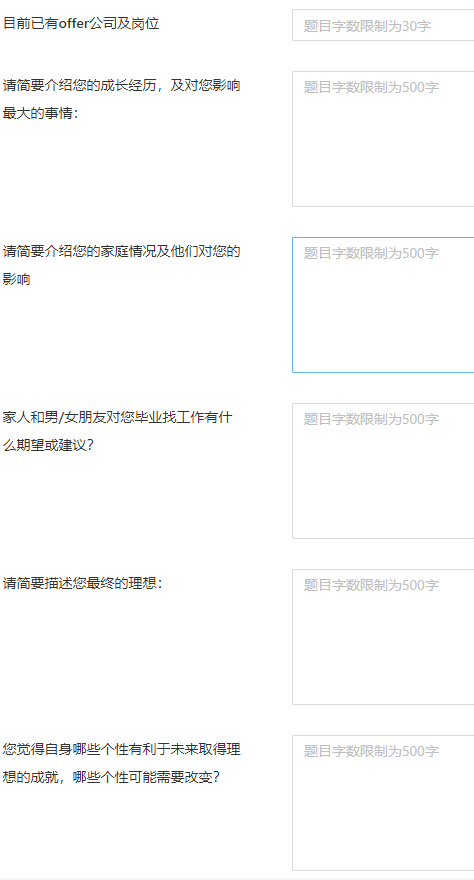 目前已有offer公司及岗位
题目字数限制为30字
请简要介绍您的成长经历，及对您影响
最大的事情：
题目字数限制为500字
请简要介绍您的家庭情况及他们对您的
影响
题目字数限制为500字
家人和男/女朋友对您毕业找工作有什
么期望或建议？
题目字数限制为500字
请简要描述您最终的理想：
题目字数限制为500字
您觉得自身哪些个性有利于未来取得理
想的成就，哪些个性可能需要改变？
题目字数限制为500字